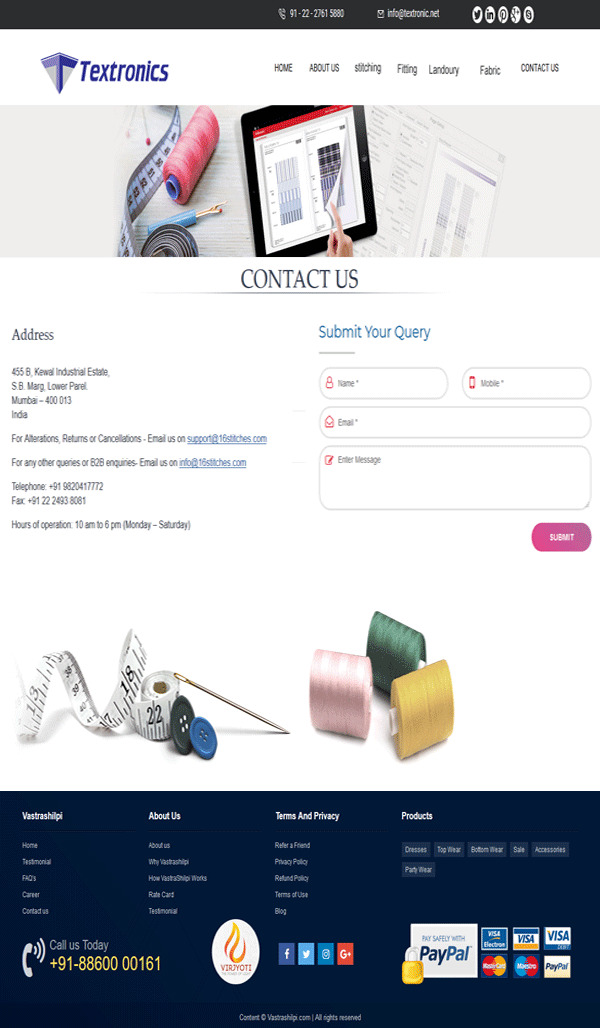 91 - 22 - 2761 5880
info@textronic.net
Textronics
HOME
ABOUT US
stitching
Fitting
Landoury
Fabric
CONTACT US
CONTACT US
Address
455 B, Kewal Industrial Estate,
S.B. Marg, Lower Parel.
Mumbai – 400 013
India
For Alterations, Returns or Cancellations - Email us on support@16stitches.com
For any other queries or B2B enquiries- Email us on info@16stitches.com
Telephone: +91 9820417772
Fax: +91 22 2493 8081
Hours of operation: 10 am to 6 pm (Monday – Saturday)
Submit Your Query
Name *
Mobile *
Email *
Enter Message
SUBMIT
13
18
22
Vastrashilpi
Home
Testimonial
FAQ's
Career
Contact us
About Us
About us
Why Vastrashilpi
How VastraShilpi Works
Rate Card
Testimonial
Terms And Privacy
Refer a Friend
Privacy Policy
Refund Policy
Terms of Use
Blog
Products
Dresses Top Wear Bottom Wear Sale Accessories
Party Wear
Call us Today
+91-88600 00161
VIRJYOTI
PAY SAFELY WITH
PayPal
VISA
Electron
VISA
VISA
DEBIT
MasterCard
Maestro
PayPal
Content © Vastrashilpi.com | All rights reserved